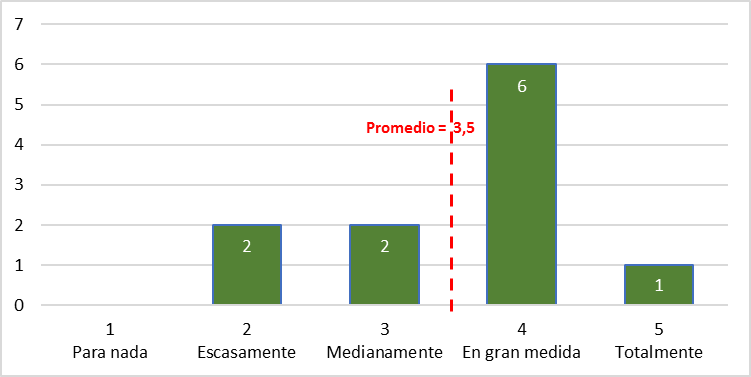 7
6
5
4
3
2
1
0
6
Promedio = 3,5
2
2
1
1
2
3
4
5
Para nada
Escasamente
Medianamente
En gran medida
Totalmente